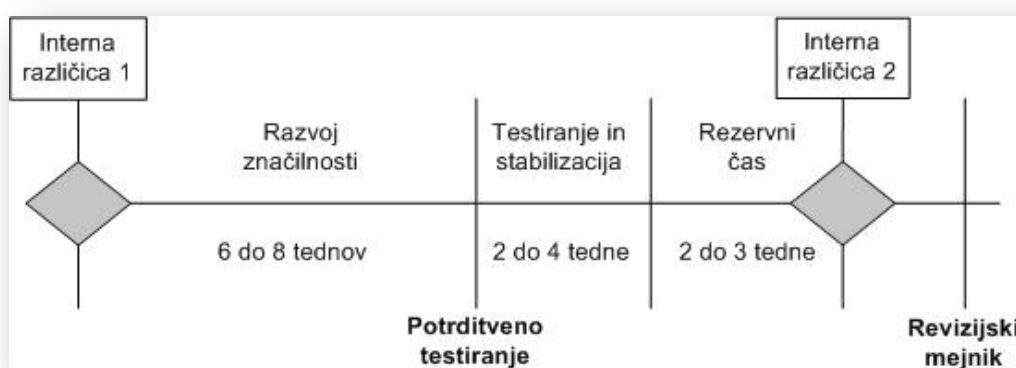 Interna
različica 1
Interna
različica 2
Razvoj
značilnosti
Testiranje in
stabilizacija
Rezervni
čas
6 do 8 tednov
2 do 4 tedne
2 do 3 tedne
Potrditveno
testiranje
Revizijski
mejnik